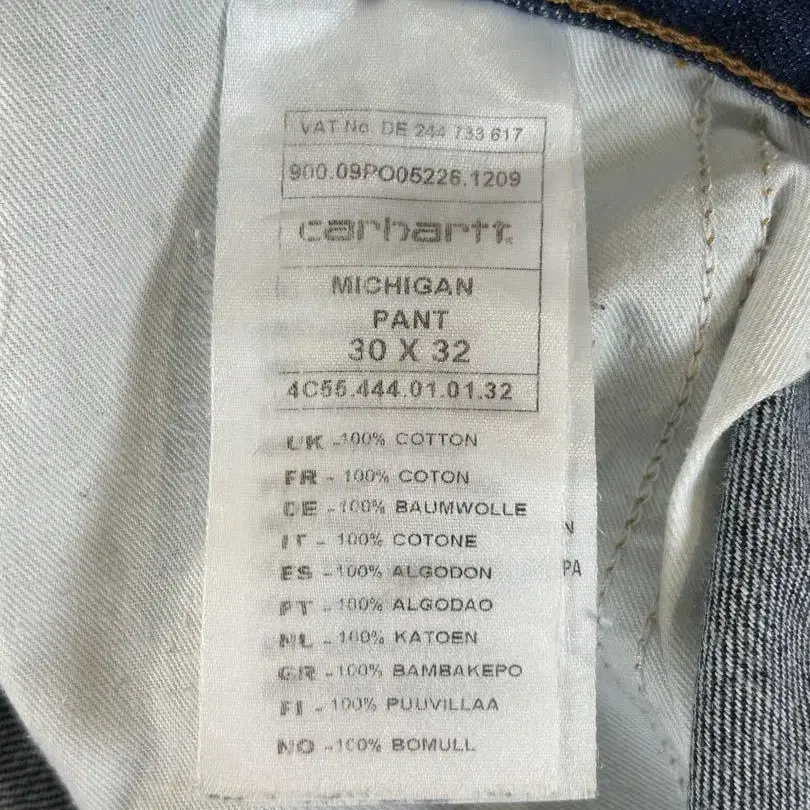 VAT No DE 244 733 617
900.09PO05226.1209
carhartt
MICHIGAN
PANT
30 X 32
4C55.444.01.01.32
UK -100% COTTON
FR - 100% COTON
DE -100% BAUMWOLLE
IT - 100% COTONE
ES -100% ALGODON
PT -100% ALGODAO
NL -100% KATOEN
GR -100% BAMBAKEPO
FI -100% PUUVILLAA
NO -100% BOMULL
N
PA